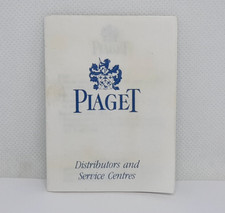 PIAGET
Distributors and
Service Centres